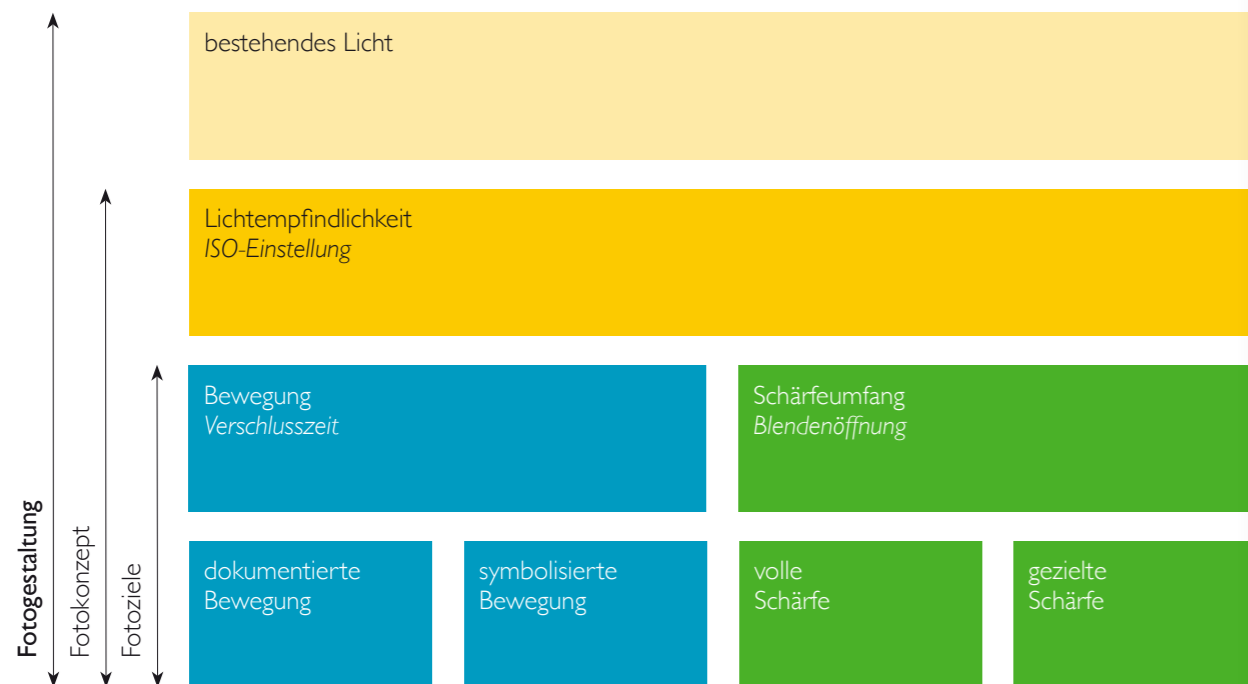 bestehendes Licht
Lichtempfindlichkeit
ISO-Einstellung
Bewegung
Verschlusszeit
Schärfeumfang
Blendenöffnung
dokumentierte
Bewegung
symbolisierte
Bewegung
volle
Schärfe
gezielte
Schärfe
Fotogestaltung
Fotokonzept
Fotoziele